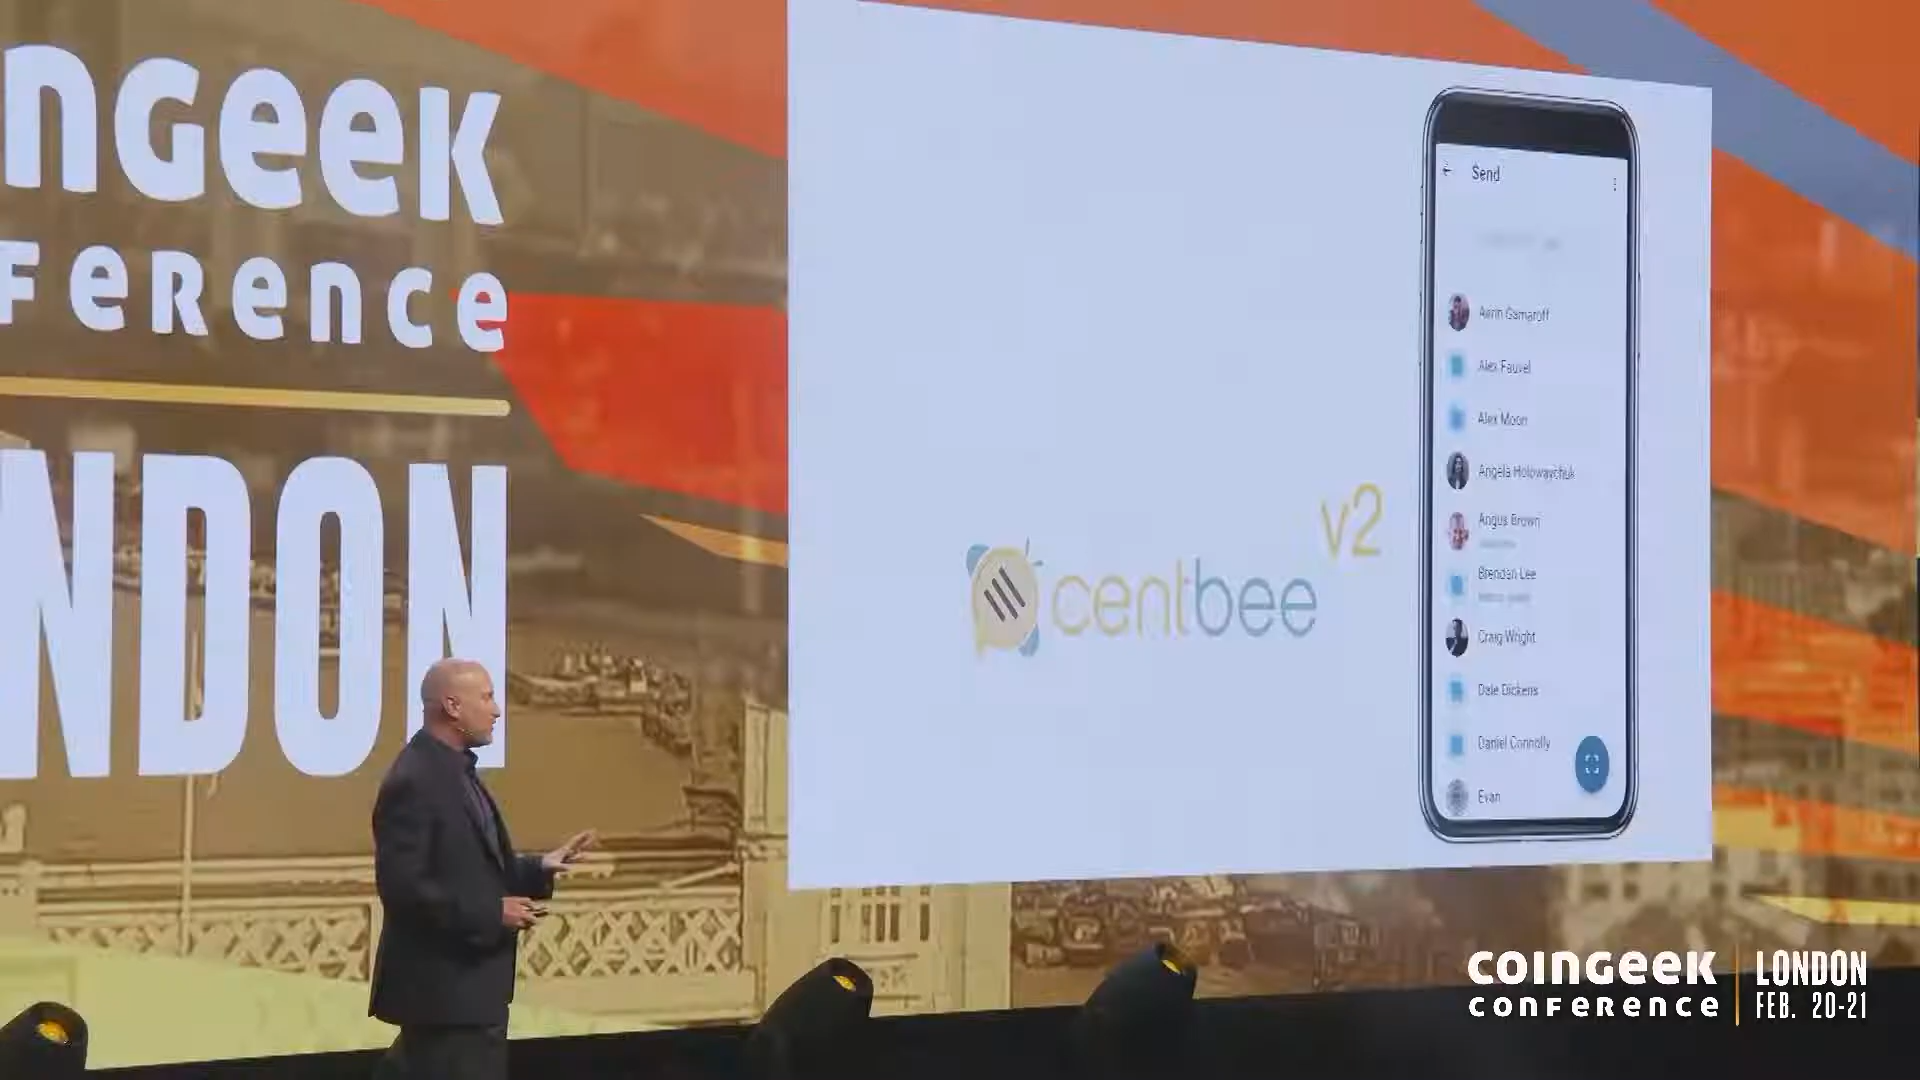 nGeeK
Ference
NDON
v2
centbee
Send
Aerin Gamaroff
Alex Fauvel
Alex Moon
Angela Holowaychuk
Angus Brown
Brendan Lee
Craig Wright
Dale Dickens
Daniel Connolly
Evan
COINGEEK
CONFERENCE
LONDON
FEB. 20-21